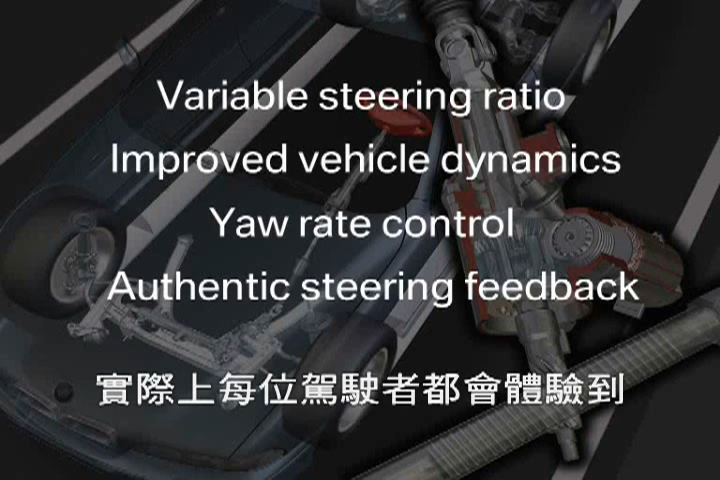 Variable steering ratio
Improved vehicle dynamics
Yaw rate control
Authentic steering feedback
實際上每位駕駛者都會體驗到